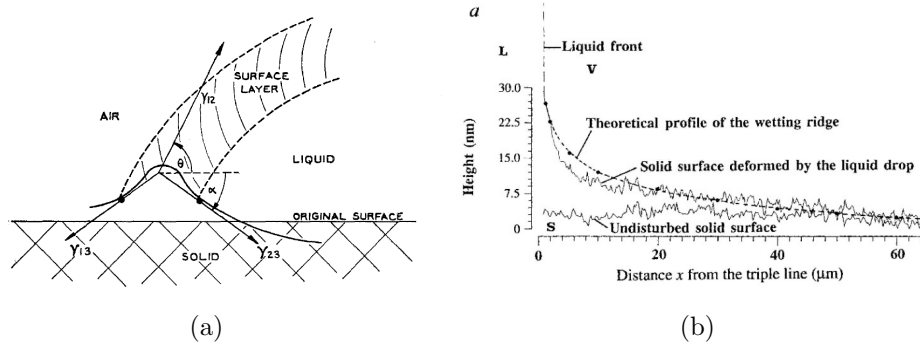 AIR
SURFACE
LAYER
γ12
θ
α
LIQUID
ORIGINAL SURFACE
γ13
SOLID
γ23
(a)
a
L
Liquid front
V
Height (nm)
30.0
22.5
15.0
7.5
0
Theoretical profile of the wetting ridge
Solid surface deformed by the liquid drop
S
Undisturbed solid surface
0 20 40 60
Distance x from the triple line (μm)
(b)